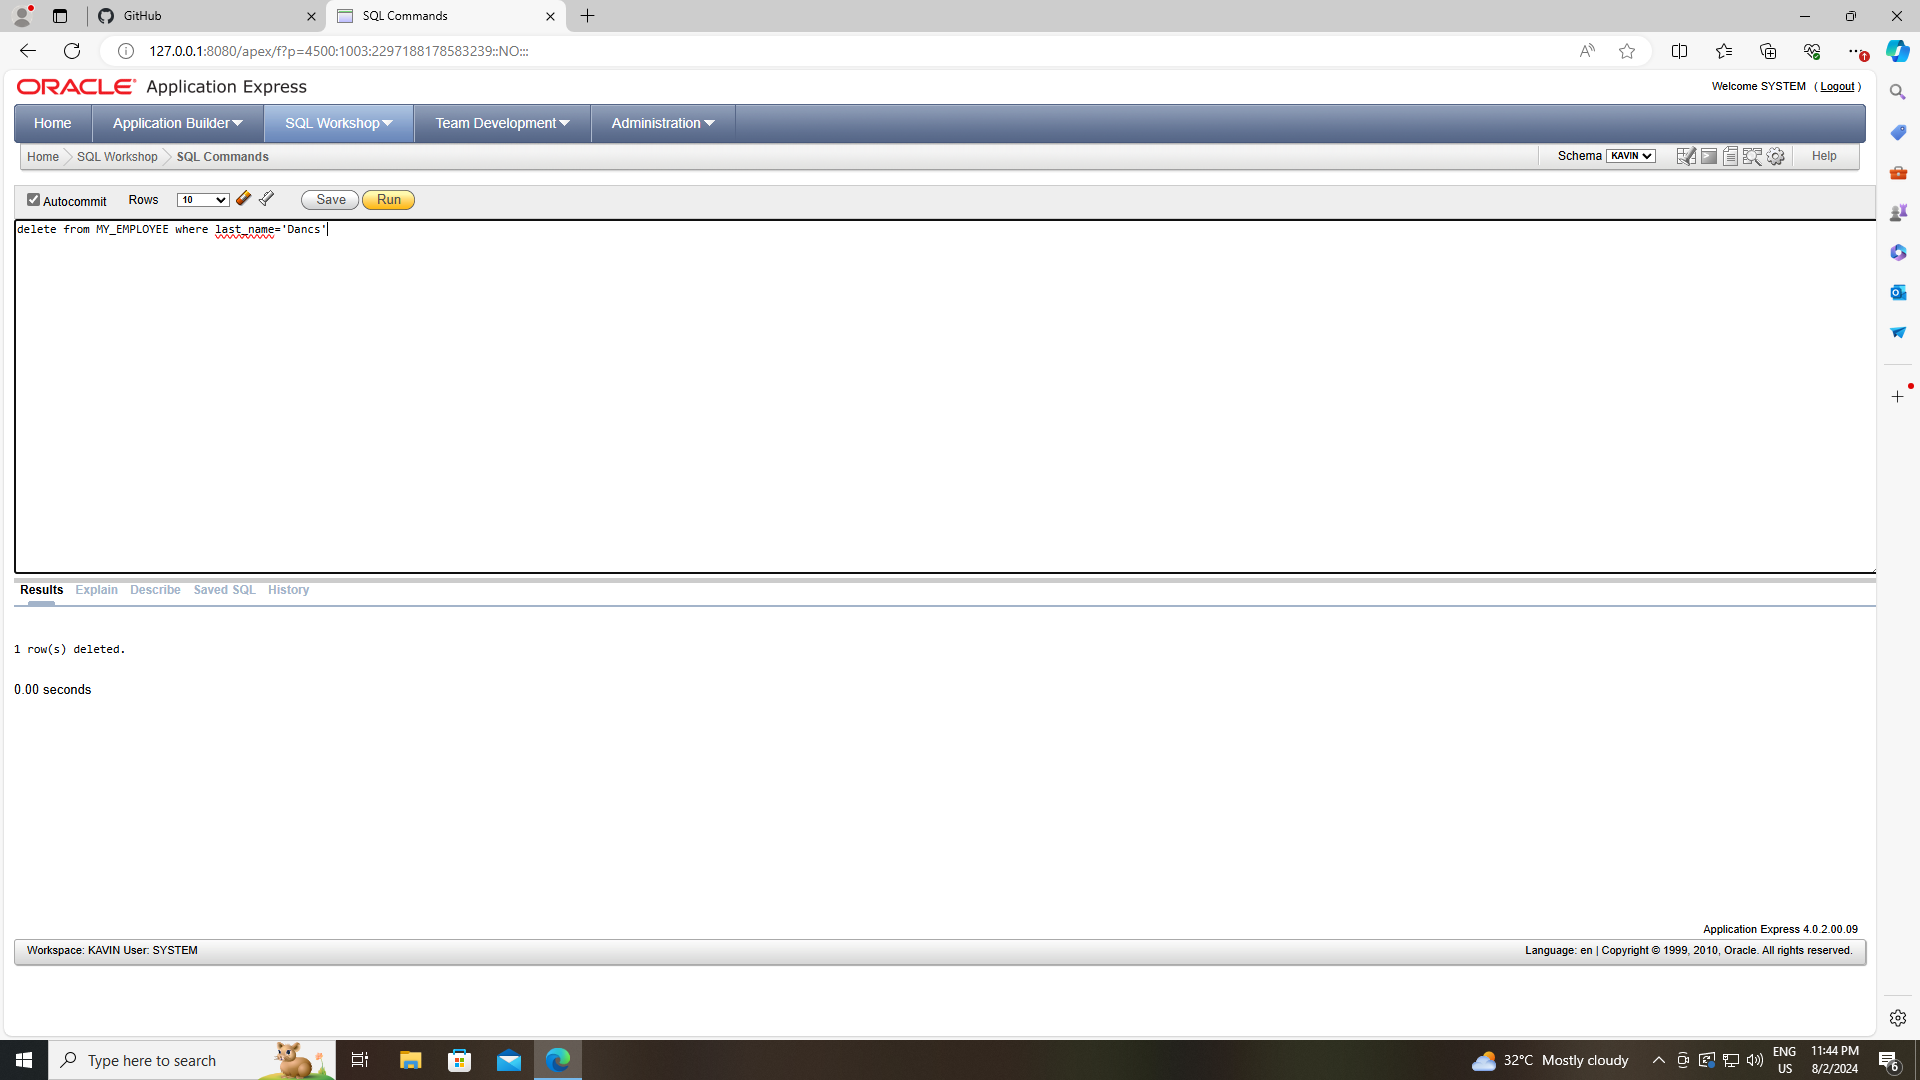 GitHub
SQL Commands
127.0.0.1:8080/apex/f?p=4500:1003:2297188178583239::NO:::
ORACLE Application Express
Welcome SYSTEM ( Logout )
Home
Application Builder
SQL Workshop
Team Development
Administration
Home SQL Workshop SQL Commands
Schema KAVIN
Help
Autocommit Rows 10 Save Run
delete from MY_EMPLOYEE where last_name='Dancs'
Results Explain Describe Saved SQL History
1 row(s) deleted.
0.00 seconds
Application Express 4.0.2.00.09
Workspace: KAVIN User: SYSTEM
Language: en | Copyright © 1999, 2010, Oracle. All rights reserved.
Type here to search
32°C Mostly cloudy
ENG
US
11:44 PM
8/2/2024
6